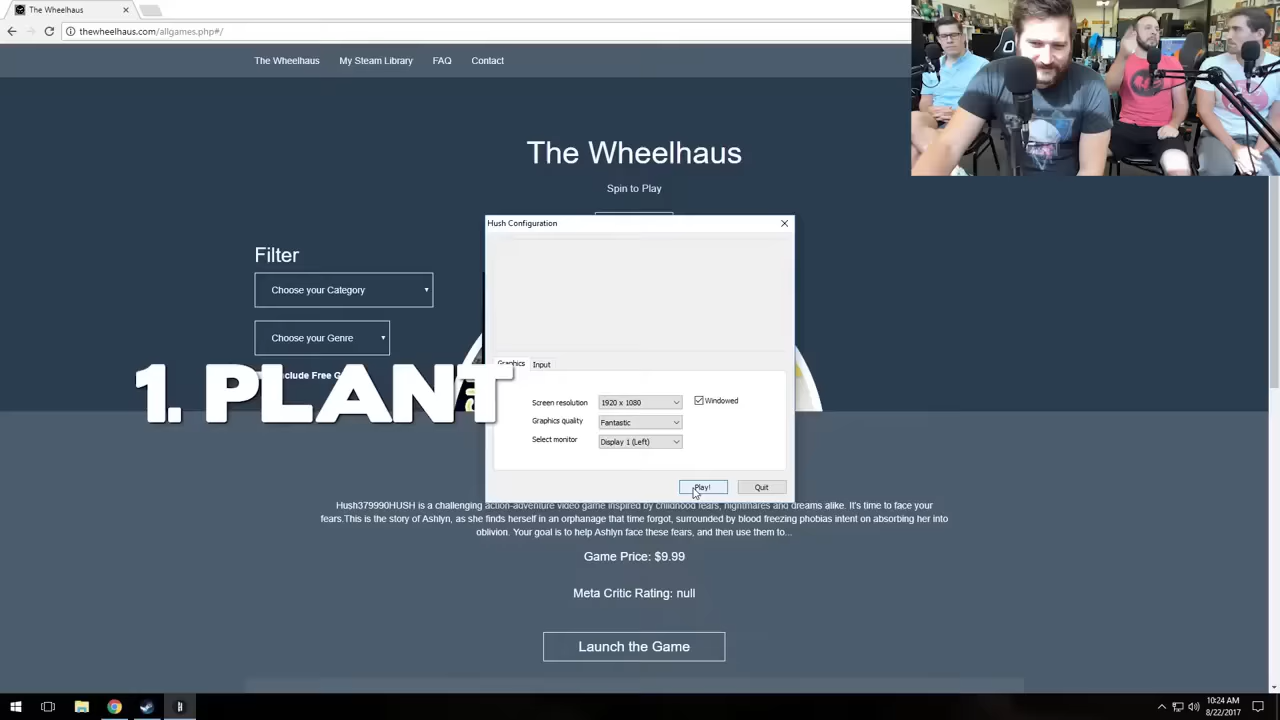 The Wheelhaus
thewheelhaus.com/allgames.php#/
The Wheelhaus
My Steam Library
FAQ
Contact
The Wheelhaus
Spin to Play
Hush Configuration
Filter
Choose your Category
Choose your Genre
Include Free G
1. PLANT
Graphics
Input
Screen resolution
1920 x 1080
Windowed
Graphics quality
Fantastic
Select monitor
Display 1 (Left)
Play!
Quit
Hush379990HUSH is a challenging action-adventure video game inspired by childhood fears, nightmares and dreams alike. It's time to face your
fears.This is the story of Ashlyn, as she finds herself in an orphanage that time forgot, surrounded by blood freezing phobias intent on absorbing her into
oblivion. Your goal is to help Ashlyn face these fears, and then use them to...
Game Price: $9.99
Meta Critic Rating: null
Launch the Game
10:24 AM
8/22/2017